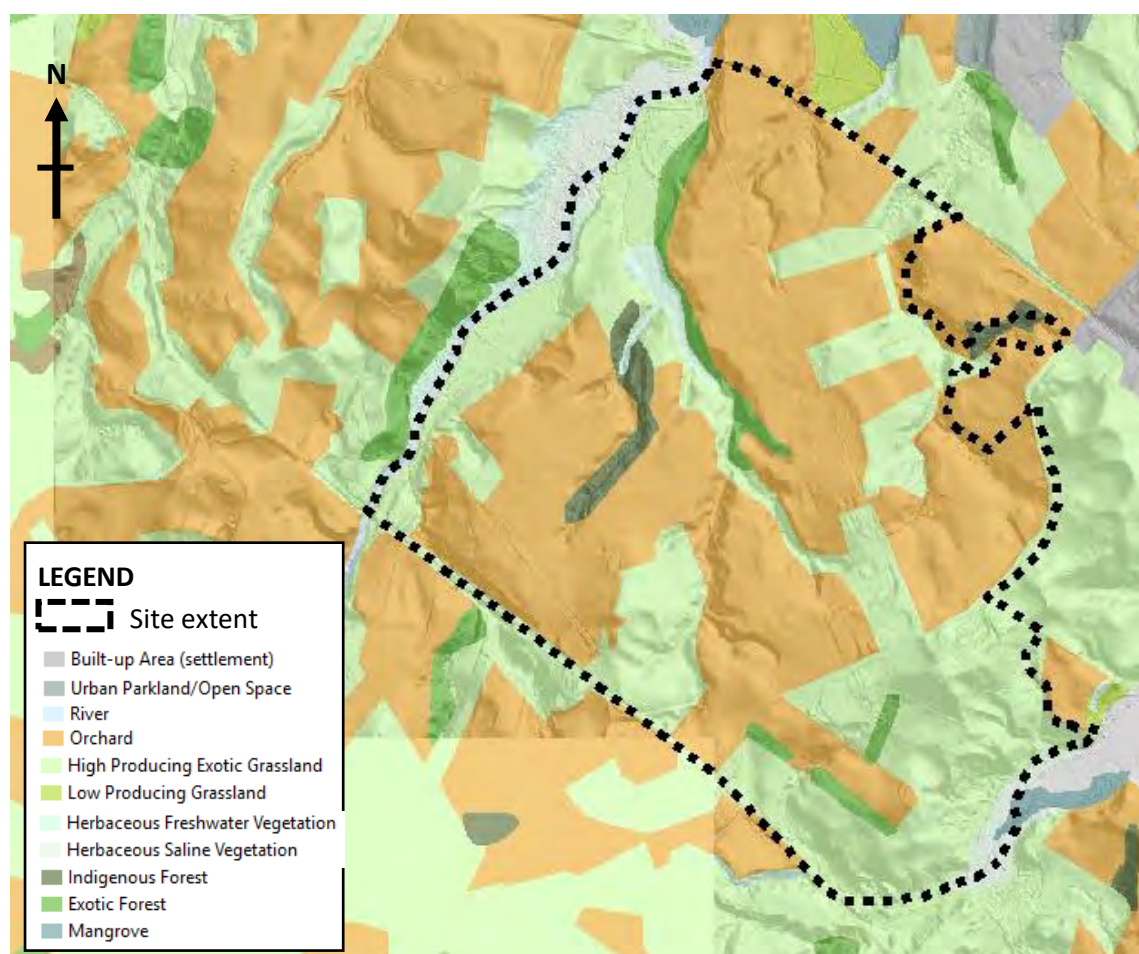 N
LEGEND
Site extent
Built-up Area (settlement)
Urban Parkland/Open Space
River
Orchard
High Producing Exotic Grassland
Low Producing Grassland
Herbaceous Freshwater Vegetation
Herbaceous Saline Vegetation
Indigenous Forest
Exotic Forest
Mangrove